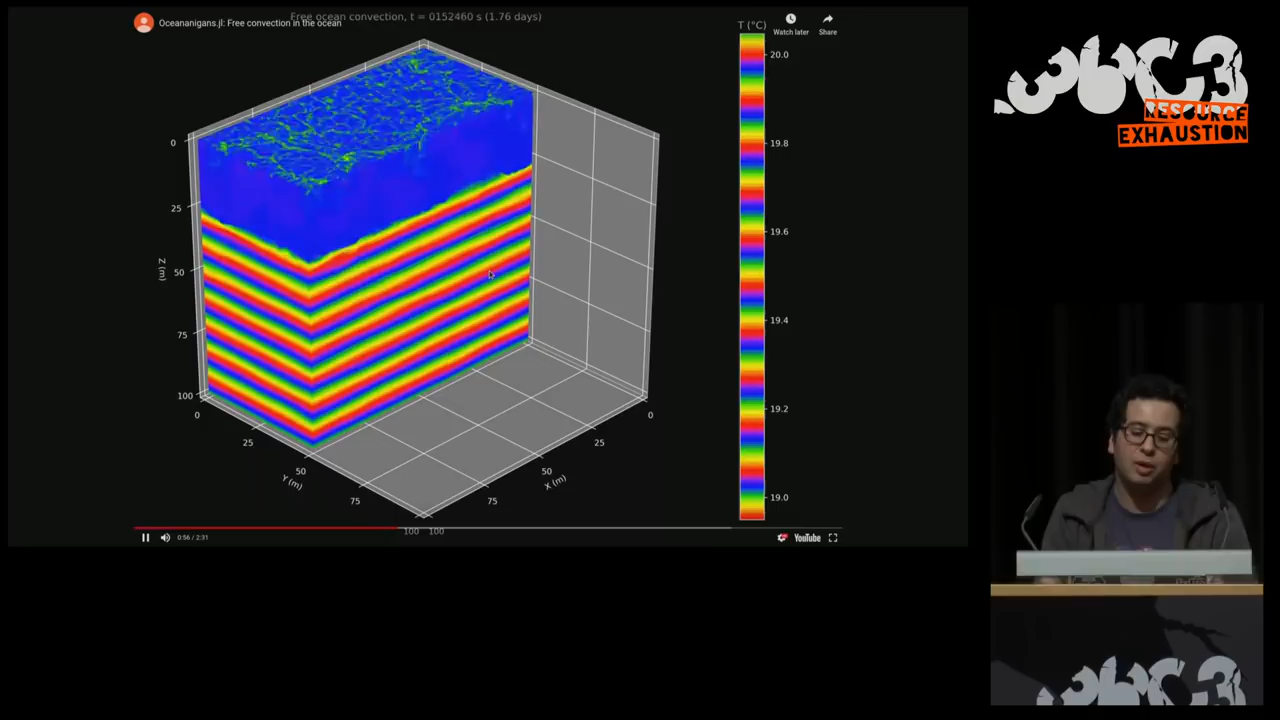 Free ocean convection, t = 0152460 s (1.76 days)
Oceananigans.jl: Free convection in the ocean
Watch later
Share
T (°C)
20.0
19.8
19.6
19.4
19.2
19.0
0
25
50
75
100
Z (m)
0
25
50
75
100
Y (m)
0
25
50
75
100
X (m)
0:56 / 2:31
YouTube
36C3
RESOURCE
EXHAUSTION
36C3